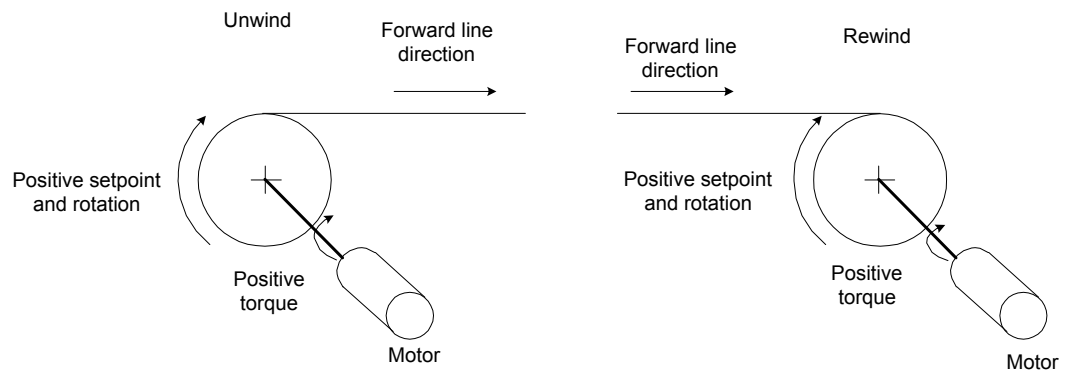 Unwind
Forward line
direction
Positive setpoint
and rotation
Positive
torque
Motor
Rewind
Forward line
direction
Positive setpoint
and rotation
Positive
torque
Motor